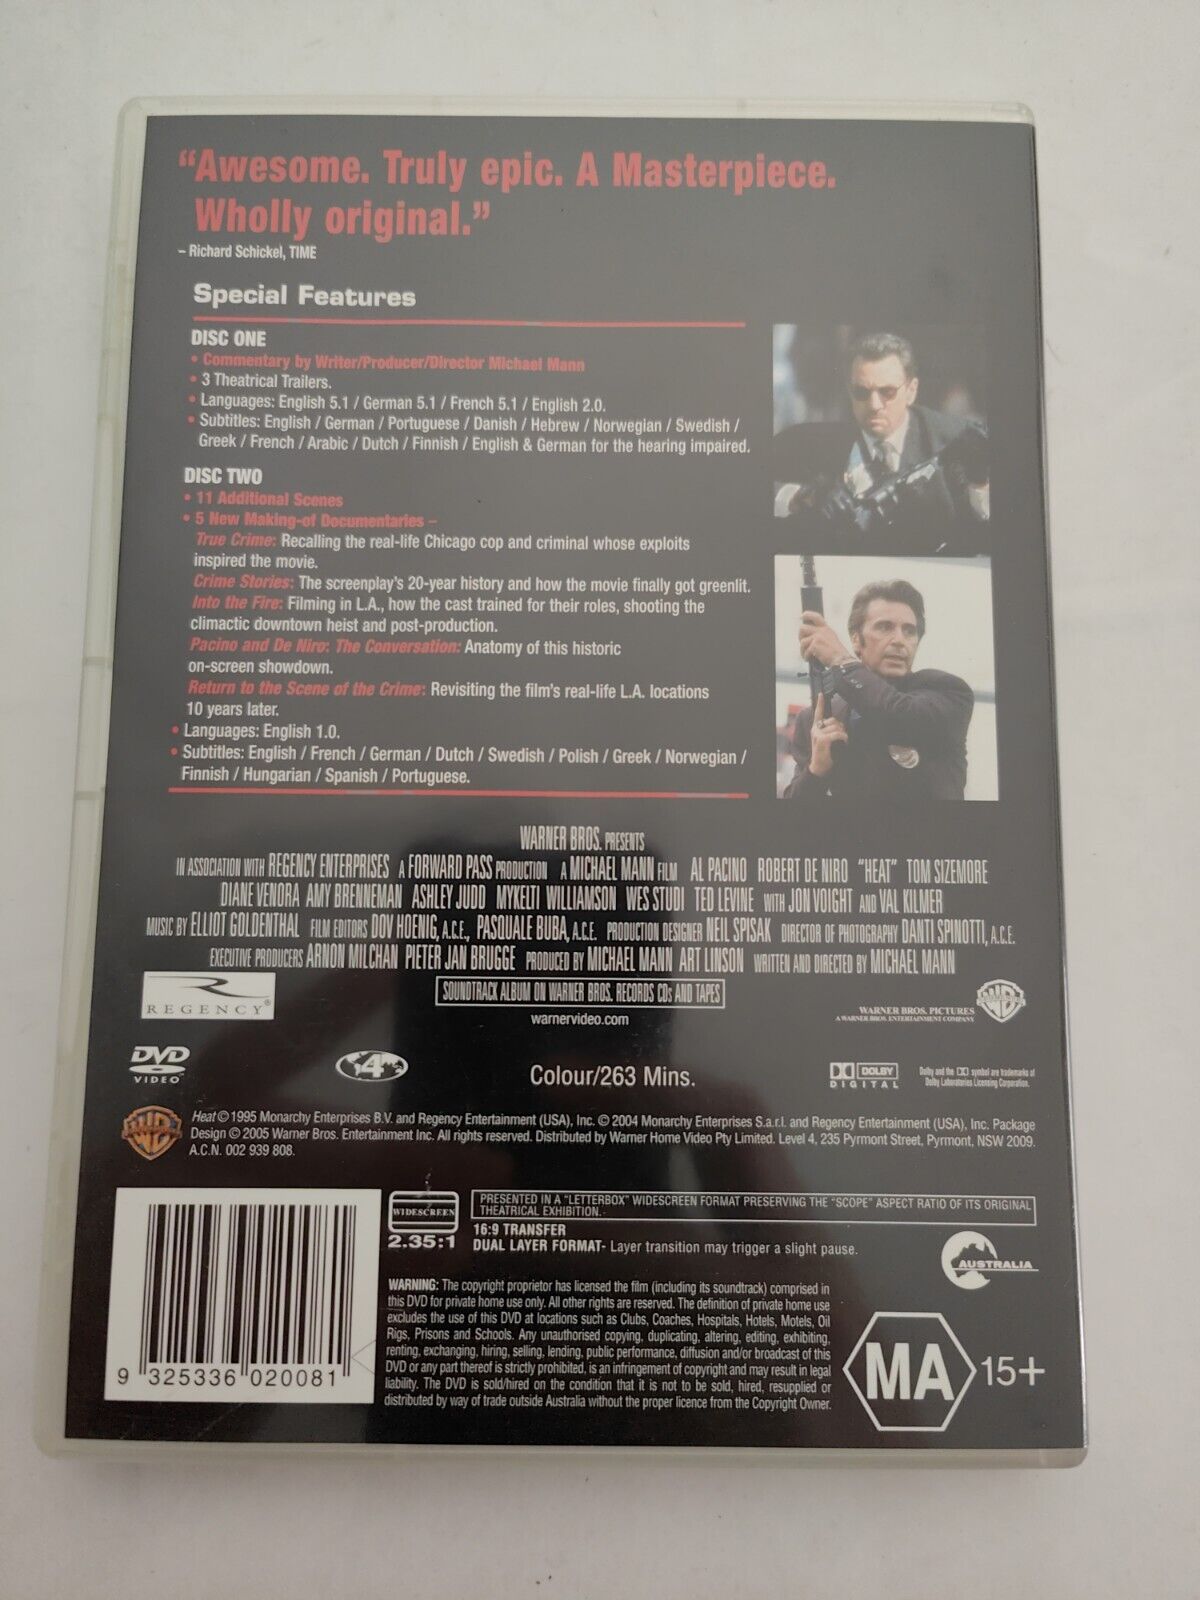 “Awesome. Truly epic. A Masterpiece.
Wholly original.”
– Richard Schickel, TIME
Special Features
DISC ONE
• Commentary by Writer/Producer/Director Michael Mann
• 3 Theatrical Trailers.
• Languages: English 5.1 / German 5.1 / French 5.1 / English 2.0.
• Subtitles: English / German / Portuguese / Danish / Hebrew / Norwegian / Swedish /
Greek / French / Arabic / Dutch / Finnish / English & German for the hearing impaired.
DISC TWO
• 11 Additional Scenes
• 5 New Making-of Documentaries –
True Crime: Recalling the real-life Chicago cop and criminal whose exploits
inspired the movie.
Crime Stories: The screenplay's 20-year history and how the movie finally got greenlit.
Into the Fire: Filming in L.A., how the cast trained for their roles, shooting the
climactic downtown heist and post-production.
Pacino and De Niro: The Conversation: Anatomy of this historic
on-screen showdown.
Return to the Scene of the Crime: Revisiting the film's real-life L.A. locations
10 years later.
• Languages: English 1.0.
• Subtitles: English / French / German / Dutch / Swedish / Polish / Greek / Norwegian /
Finnish / Hungarian / Spanish / Portuguese.
WARNER BROS. PRESENTS
IN ASSOCIATION WITH REGENCY ENTERPRISES A FORWARD PASS PRODUCTION A MICHAEL MANN FILM AL PACINO ROBERT DE NIRO “HEAT” TOM SIZEMORE
DIANE VENORA AMY BRENNEMAN ASHLEY JUDD MYKELTI WILLIAMSON WES STUDI TED LEVINE WITH JON VOIGHT AND VAL KILMER
MUSIC BY ELLIOT GOLDENTHAL FILM EDITORS DOV HOENIG, A.C.E., PASQUALE BUBA, A.C.E. PRODUCTION DESIGNER NEIL SPISAK DIRECTOR OF PHOTOGRAPHY DANTI SPINOTTI, A.C.E.
EXECUTIVE PRODUCERS ARNON MILCHAN PIETER JAN BRUGGE PRODUCED BY MICHAEL MANN ART LINSON WRITTEN AND DIRECTED BY MICHAEL MANN
REGENCY®
SOUNDTRACK ALBUM ON WARNER BROS. RECORDS CDs AND TAPES
warnervideo.com
WARNER BROS. PICTURES
A WARNER BROS. ENTERTAINMENT COMPANY
DVD
VIDEO
4
Colour/263 Mins.
DOLBY
DIGITAL
Dolby and the DD symbol are trademarks of
Dolby Laboratories Licensing Corporation.
Heat © 1995 Monarchy Enterprises B.V. and Regency Entertainment (USA), Inc. © 2004 Monarchy Enterprises S.a.r.l. and Regency Entertainment (USA), Inc. Package
Design © 2005 Warner Bros. Entertainment Inc. All rights reserved. Distributed by Warner Home Video Pty Limited. Level 4, 235 Pyrmont Street, Pyrmont, NSW 2009.
A.C.N. 002 939 808.
WIDESCREEN
2.35:1
PRESENTED IN A "LETTERBOX" WIDESCREEN FORMAT PRESERVING THE "SCOPE" ASPECT RATIO OF ITS ORIGINAL
THEATRICAL EXHIBITION.
16:9 TRANSFER
DUAL LAYER FORMAT- Layer transition may trigger a slight pause.
AUSTRALIA
WARNING: The copyright proprietor has licensed the film (including its soundtrack) comprised in
this DVD for private home use only. All other rights are reserved. The definition of private home use
excludes the use of this DVD at locations such as Clubs, Coaches, Hospitals, Hotels, Motels, Oil
Rigs, Prisons and Schools. Any unauthorised copying, duplicating, altering, editing, exhibiting,
renting, exchanging, hiring, selling, lending, public performance, diffusion and/or broadcast of this
DVD or any part thereof is strictly prohibited, is an infringement of copyright and may result in legal
liability. The DVD is sold/hired on the condition that it is not to be sold, hired, resupplied or
distributed by way of trade outside Australia without the proper licence from the Copyright Owner.
9 325336 020081
MA 15+